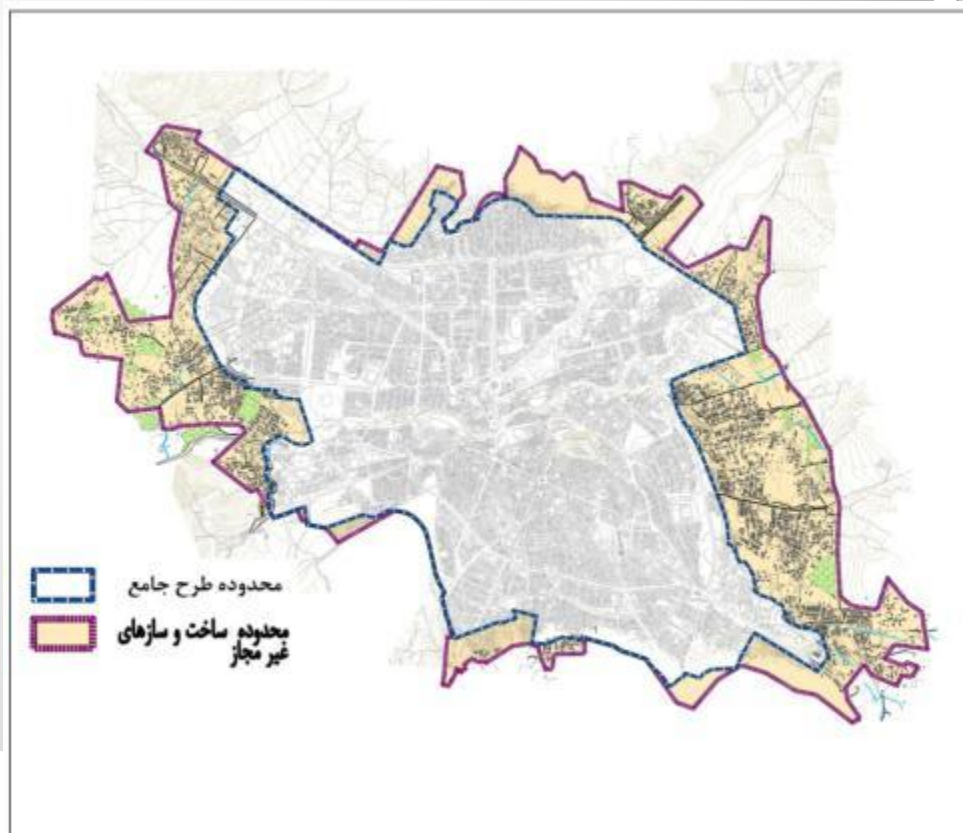 محدوده طرح جامع
محدوده ساخت و سازهای
غیر مجاز